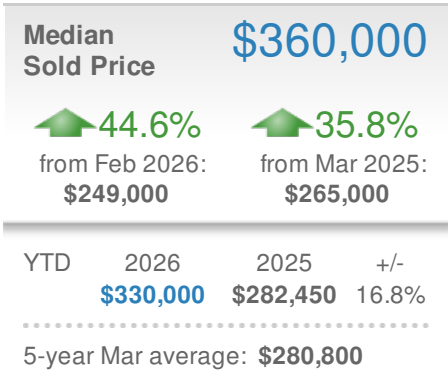 Median
Sold Price
$360,000
44.6% 35.8%
from Feb 2026: from Mar 2025:
$249,000 $265,000
YTD 2026 2025 +/-
$330,000 $282,450 16.8%
5-year Mar average: $280,800